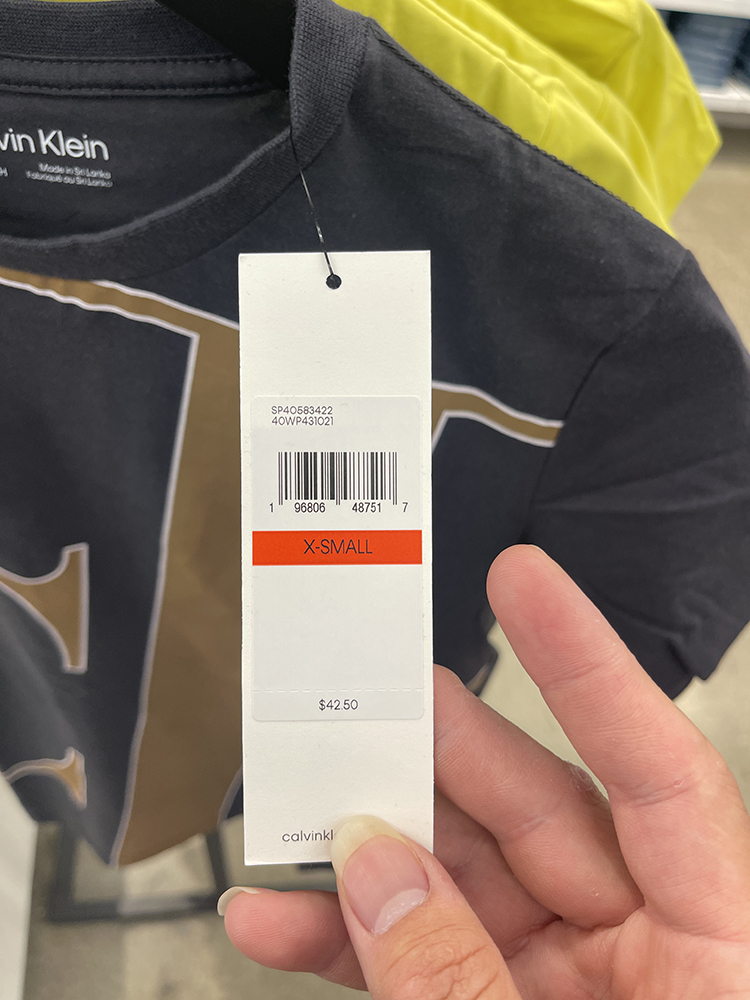 vin Klein
Made in Sri Lanka
Fabriqué au Sri Lanka
SP40583422
40WP431021
1 96806 48751 7
X-SMALL
$42.50
calvinkl